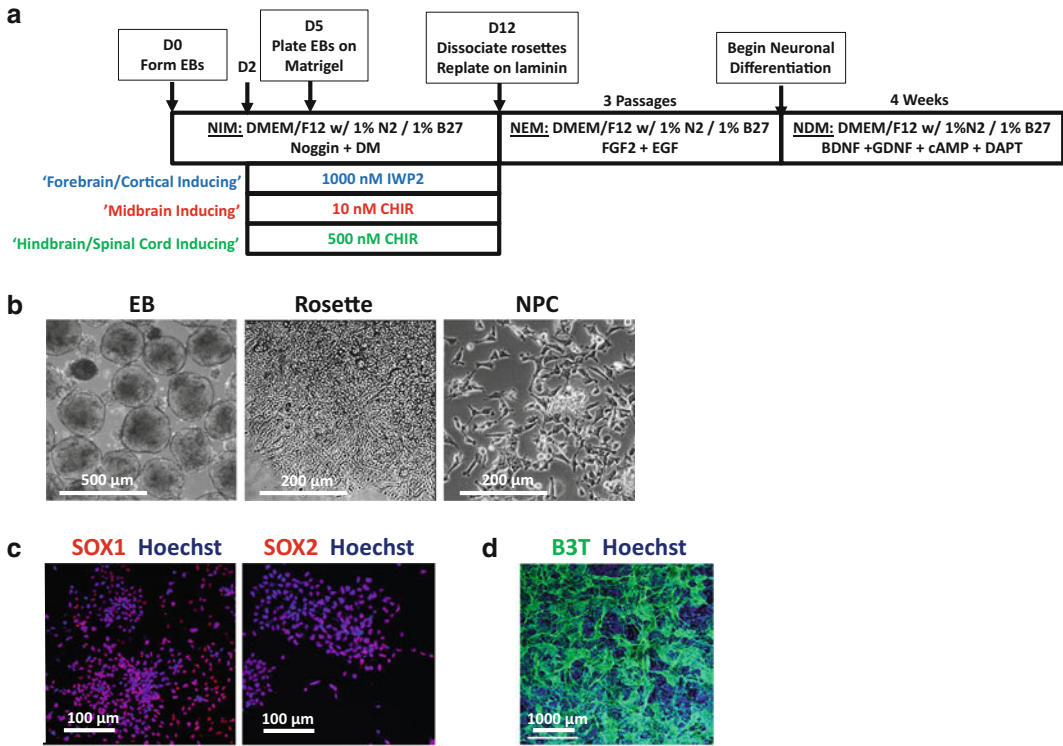 a
D0
Form EBs
D2
D5
Plate EBs on
Matrigel
D12
Dissociate rosettes
Replate on laminin
Begin Neuronal
Differentiation
3 Passages
4 Weeks
NIM: DMEM/F12 w/ 1% N2 / 1% B27
Noggin + DM
NEM: DMEM/F12 w/ 1% N2 / 1% B27
FGF2 + EGF
NDM: DMEM/F12 w/ 1%N2 / 1% B27
BDNF +GDNF + cAMP + DAPT
‘Forebrain/Cortical Inducing’
1000 nM IWP2
’Midbrain Inducing’
10 nM CHIR
‘Hindbrain/Spinal Cord Inducing’
500 nM CHIR
b
EB
Rosette
NPC
500 µm
200 µm
200 µm
c
SOX1 Hoechst
SOX2 Hoechst
100 µm
100 µm
d
B3T Hoechst
1000 µm